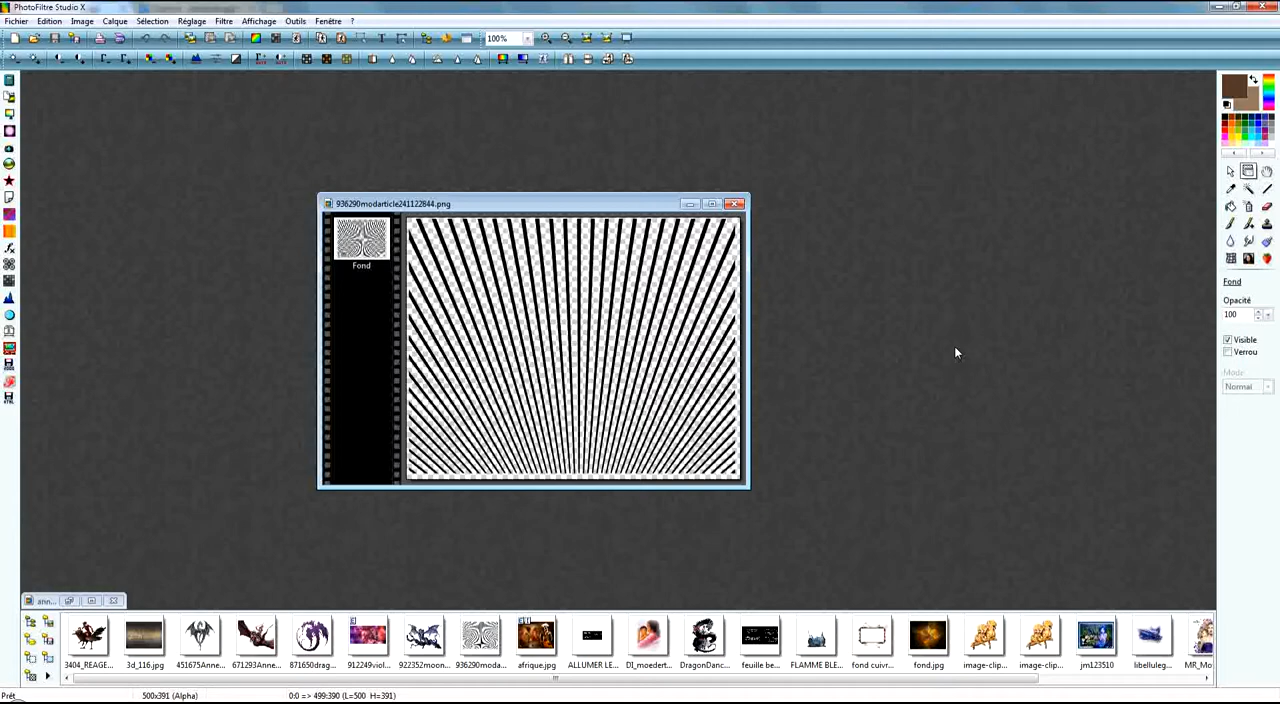 PhotoFiltre Studio X
Fichier Edition Image Calque Sélection Réglage Filtre Affichage Outils Fenêtre ?
100%
936290modarticle241122844.png
Fond
Fond
Opacité
100
Visible
Verrou
Mode:
Normal
ann...
3404_REAGE... 3d_116.jpg 451675Anne... 671293Anne... 871650drag... 912249viol... 922352moon... 936290moda... afrique.jpg ALLUMER LE... DI_moedert... DragonDanc... feuille be... FLAMME BLE... fond cuivr... fond.jpg image-clip... image-clip... jm123510 libelluleg... MR_Mo
Prêt 500x391 (Alpha) 0:0 => 499:390 (L=500 H=391)